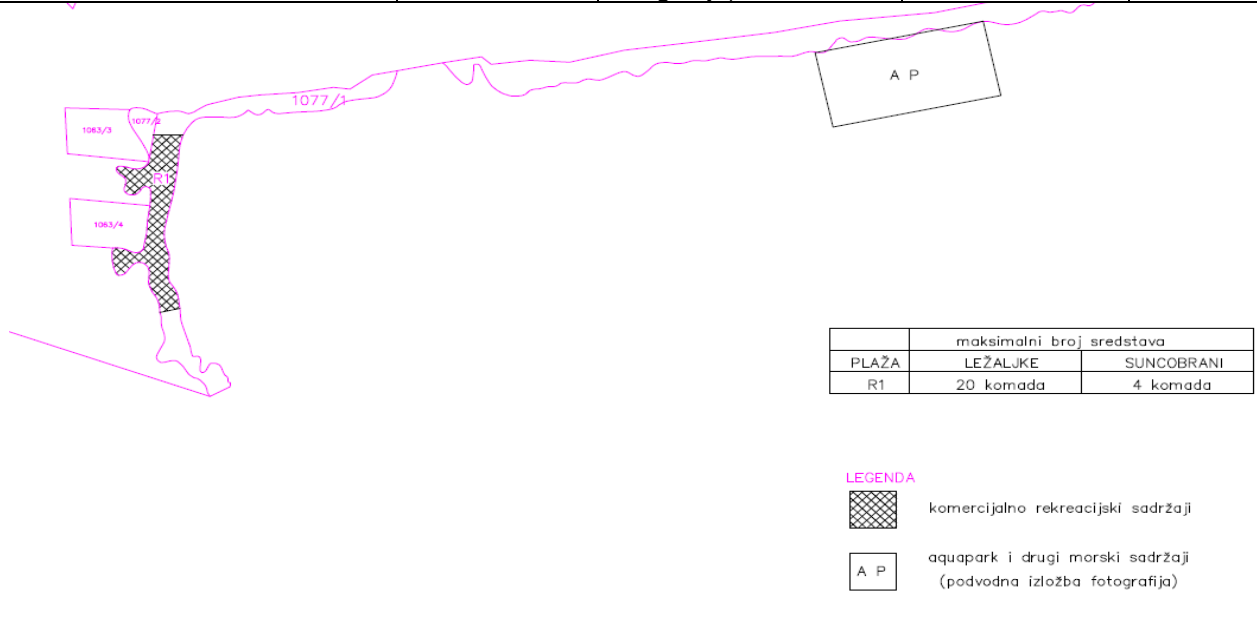 A P
1077/1
1063/3
1077/2
R1
1063/4
maksimalni broj sredstava
PLAŽA LEŽALJKE SUNCOBRANI
R1 20 komada 4 komada
LEGENDA
komercijalno rekreacijski sadržaji
A P
aquapark i drugi morski sadržaji
(podvodna izložba fotografija)